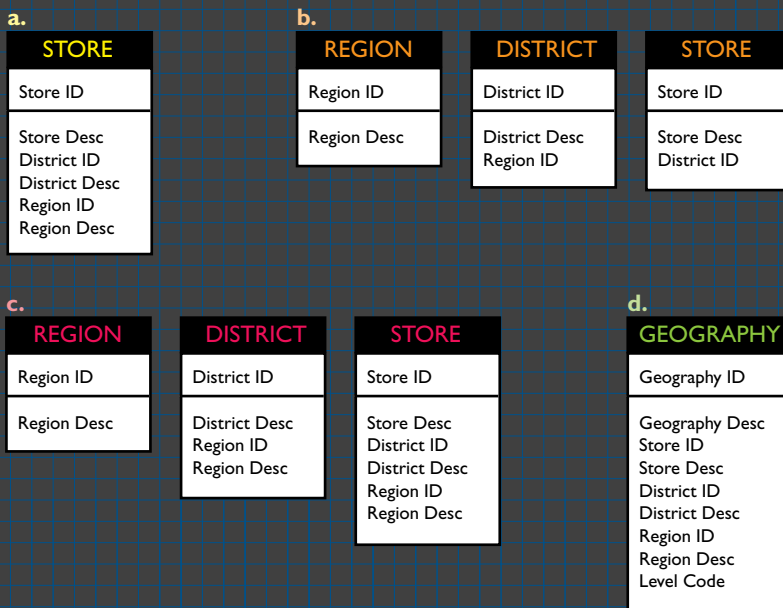 a.
STORE
Store ID
Store Desc
District ID
District Desc
Region ID
Region Desc
b.
REGION
Region ID
Region Desc
DISTRICT
District ID
District Desc
Region ID
STORE
Store ID
Store Desc
District ID
c.
REGION
Region ID
Region Desc
DISTRICT
District ID
District Desc
Region ID
Region Desc
STORE
Store ID
Store Desc
District ID
District Desc
Region ID
Region Desc
d.
GEOGRAPHY
Geography ID
Geography Desc
Store ID
Store Desc
District ID
District Desc
Region ID
Region Desc
Level Code